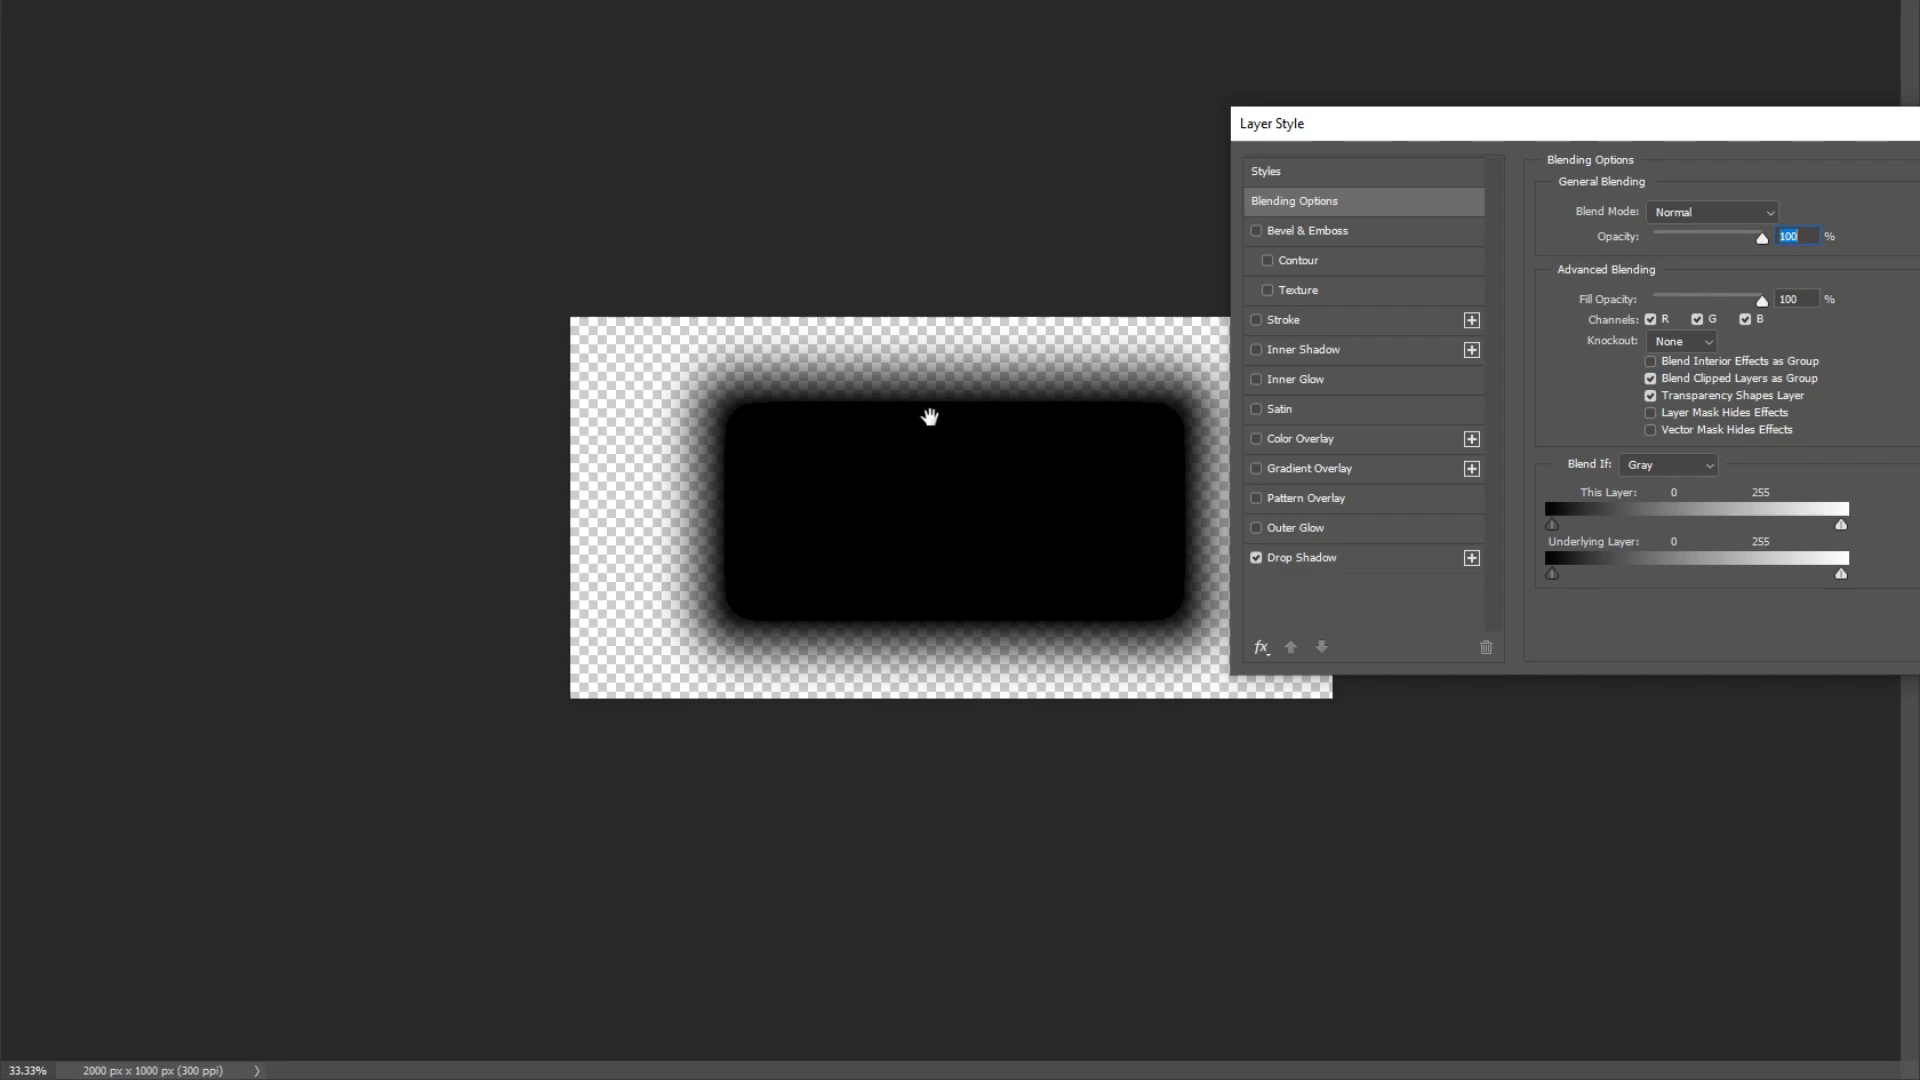 Layer Style
Styles
Blending Options
Bevel & Emboss
Contour
Texture
Stroke
Inner Shadow
Inner Glow
Satin
Color Overlay
Gradient Overlay
Pattern Overlay
Outer Glow
Drop Shadow
fx
Blending Options
General Blending
Blend Mode: Normal
Opacity: 100 %
Advanced Blending
Fill Opacity: 100 %
Channels: R G B
Knockout: None
Blend Interior Effects as Group
Blend Clipped Layers as Group
Transparency Shapes Layer
Layer Mask Hides Effects
Vector Mask Hides Effects
Blend If: Gray
This Layer: 0 255
Underlying Layer: 0 255
33.33% 2000 px x 1000 px (300 ppi)